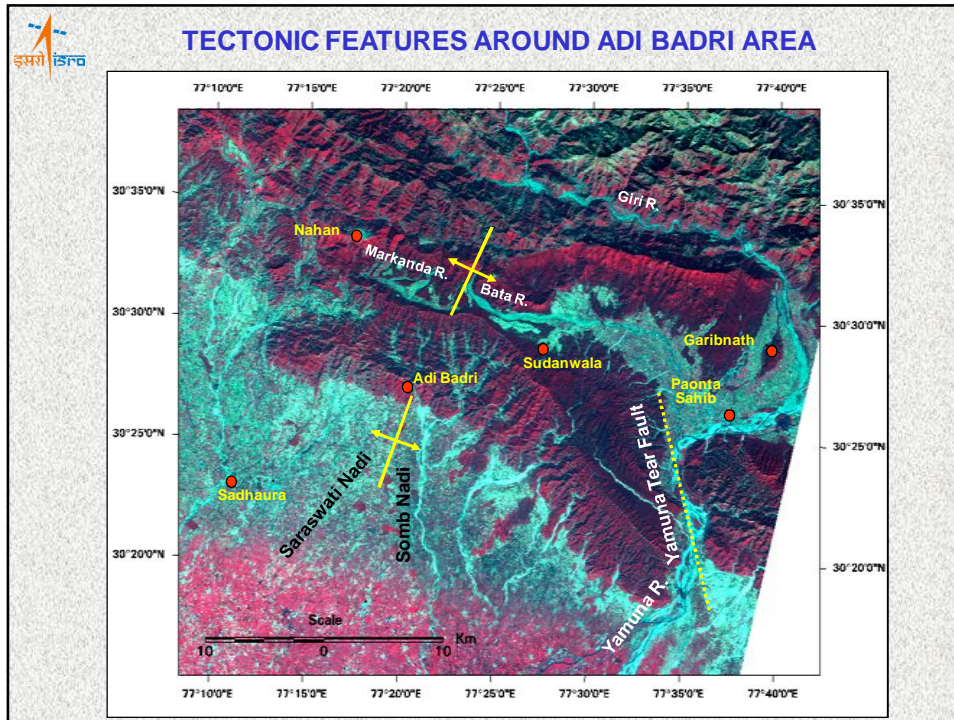 TECTONIC FEATURES AROUND ADI BADRI AREA
इसरो isro
77°10'0"E 77°15'0"E 77°20'0"E 77°25'0"E 77°30'0"E 77°35'0"E 77°40'0"E
30°35'0"N
30°35'0"N
Giri R.
Nahan
Markanda R.
Bata R.
30°30'0"N
30°30'0"N
Garibnath
Sudanwala
Paonta
Sahib
Adi Badri
30°25'0"N
30°25'0"N
Yamuna Tear Fault
Saraswati Nadi
Somb Nadi
Sadhaura
30°20'0"N
30°20'0"N
Yamuna R.
Scale
10 0 10 Km
77°10'0"E 77°15'0"E 77°20'0"E 77°25'0"E 77°30'0"E 77°35'0"E 77°40'0"E